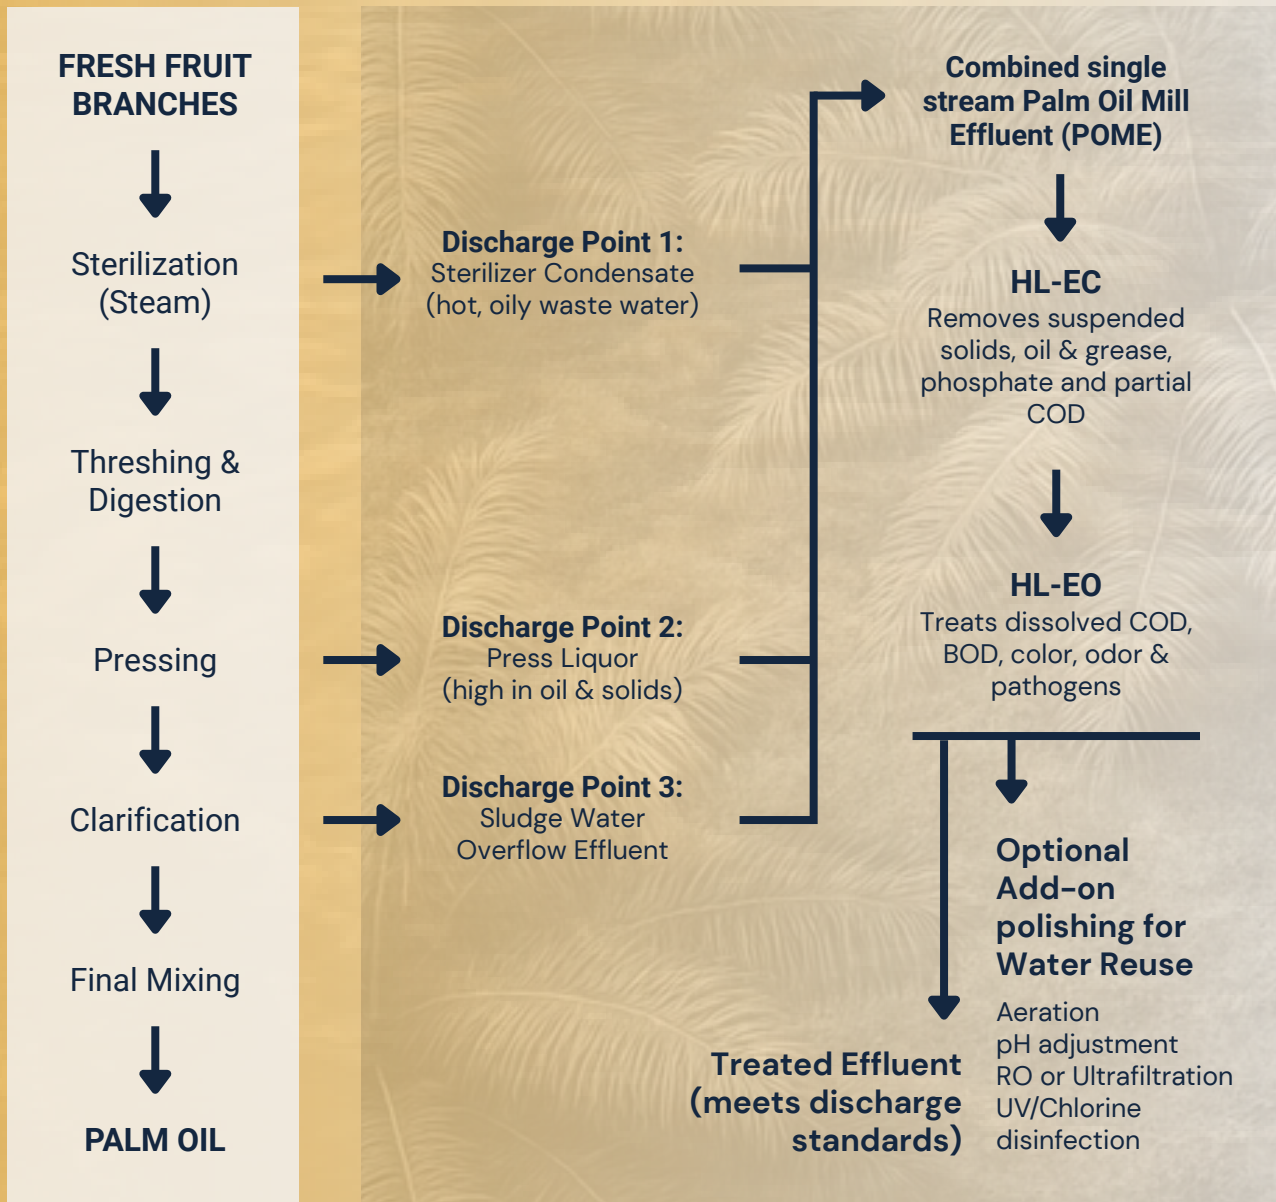 FRESH FRUIT
BRANCHES
Sterilization
(Steam)
Threshing &
Digestion
Pressing
Clarification
Final Mixing
PALM OIL
Discharge Point 1:
Sterilizer Condensate
(hot, oily waste water)
Discharge Point 2:
Press Liquor
(high in oil & solids)
Discharge Point 3:
Sludge Water
Overflow Effluent
Combined single
stream Palm Oil Mill
Effluent (POME)
HL-EC
Removes suspended
solids, oil & grease,
phosphate and partial
COD
HL-EO
Treats dissolved COD,
BOD, color, odor &
pathogens
Treated Effluent
(meets discharge
standards)
Optional
Add-on
polishing for
Water Reuse
Aeration
pH adjustment
RO or Ultrafiltration
UV/Chlorine
disinfection